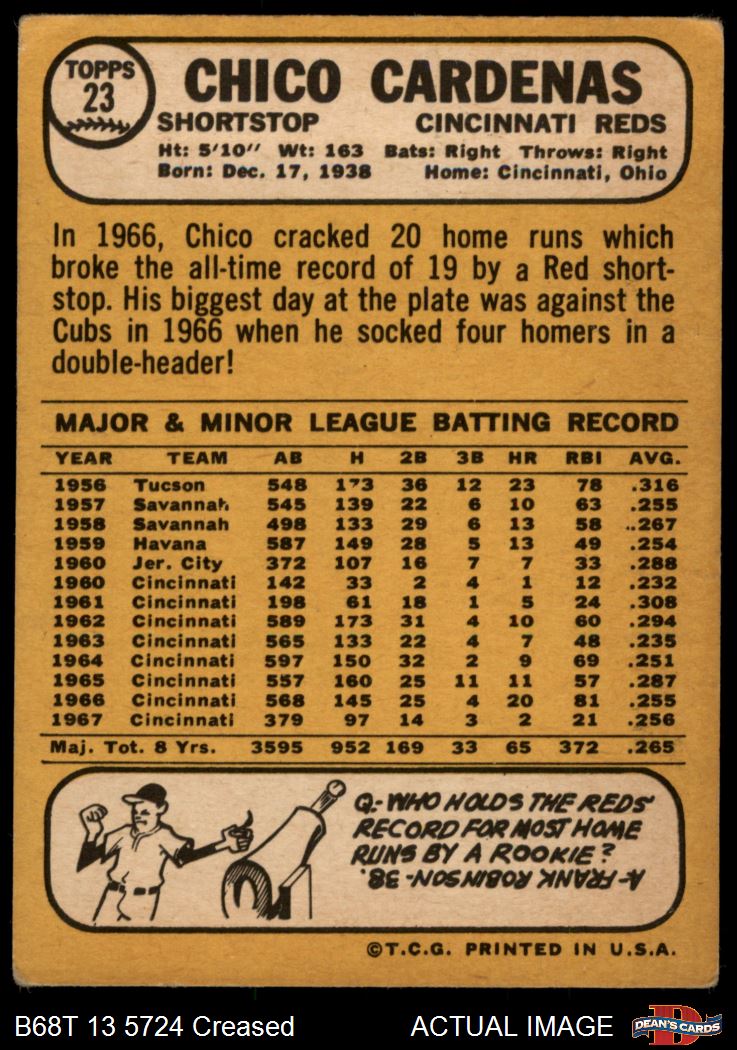 TOPPS
23
CHICO CARDENAS
SHORTSTOP CINCINNATI REDS
Ht: 5'10" Wt: 163 Bats: Right Throws: Right
Born: Dec. 17, 1938 Home: Cincinnati, Ohio
In 1966, Chico cracked 20 home runs which
broke the all-time record of 19 by a Red short-
stop. His biggest day at the plate was against the
Cubs in 1966 when he socked four homers in a
double-header!
MAJOR & MINOR LEAGUE BATTING RECORD
YEAR TEAM AB H 2B 3B HR RBI AVG.
1956 Tucson 548 173 36 12 23 78 .316
1957 Savannah 545 139 22 6 10 63 .255
1958 Savannah 498 133 29 6 13 58 .267
1959 Havana 587 149 28 5 13 49 .254
1960 Jer. City 372 107 16 7 7 33 .288
1960 Cincinnati 142 33 2 4 1 12 .232
1961 Cincinnati 198 61 18 1 5 24 .308
1962 Cincinnati 589 173 31 4 10 60 .294
1963 Cincinnati 565 133 22 4 7 48 .235
1964 Cincinnati 597 150 32 2 9 69 .251
1965 Cincinnati 557 160 25 11 11 57 .287
1966 Cincinnati 568 145 25 4 20 81 .255
1967 Cincinnati 379 97 14 3 2 21 .256
Maj. Tot. 8 Yrs. 3595 952 169 33 65 372 .265
Q.-WHO HOLDS THE REDS'
RECORD FOR MOST HOME
RUNS BY A ROOKIE?
A-FRANK ROBINSON-38.
©T.C.G. PRINTED IN U.S.A.
B68T 13 5724 Creased ACTUAL IMAGE
DEAN'S CARDS